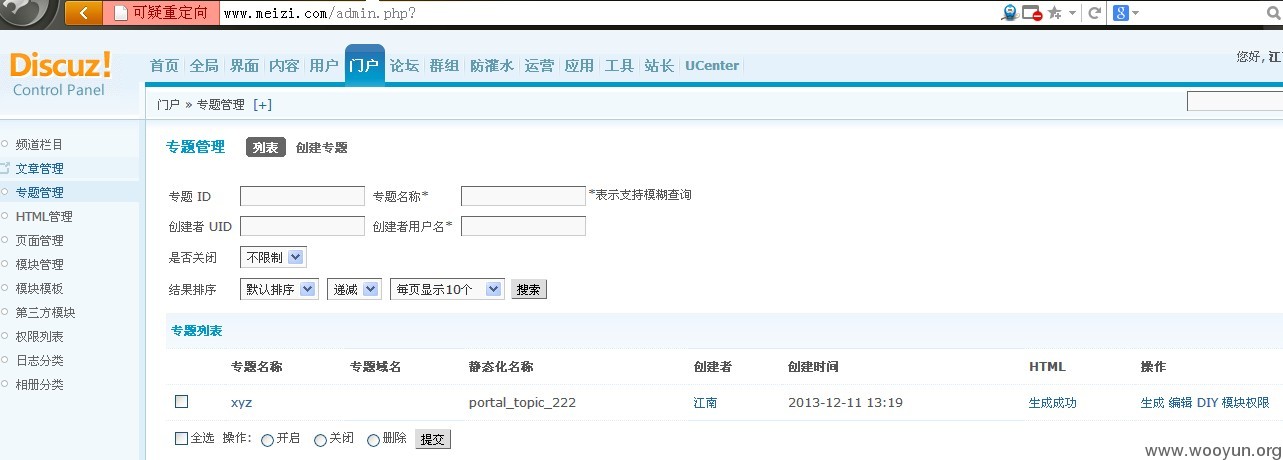 可疑重定向 www.meizi.com/admin.php?
Discuz!
Control Panel
首页 全局 界面 内容 用户 门户 论坛 群组 防灌水 运营 应用 工具 站长 UCenter
您好, 江
门户 » 专题管理 [+]
频道栏目
文章管理
专题管理
HTML管理
页面管理
模块管理
模块模板
第三方模块
权限列表
日志分类
相册分类
专题管理 列表 创建专题
专题 ID 专题名称* *表示支持模糊查询
创建者 UID 创建者用户名*
是否关闭 不限制
结果排序 默认排序 递减 每页显示10个 搜索
专题列表
专题名称 专题域名 静态化名称 创建者 创建时间 HTML 操作
xyz portal_topic_222 江南 2013-12-11 13:19 生成成功 生成 编辑 DIY 模块权限
全选 操作: 开启 关闭 删除 提交
www.wooyun.org